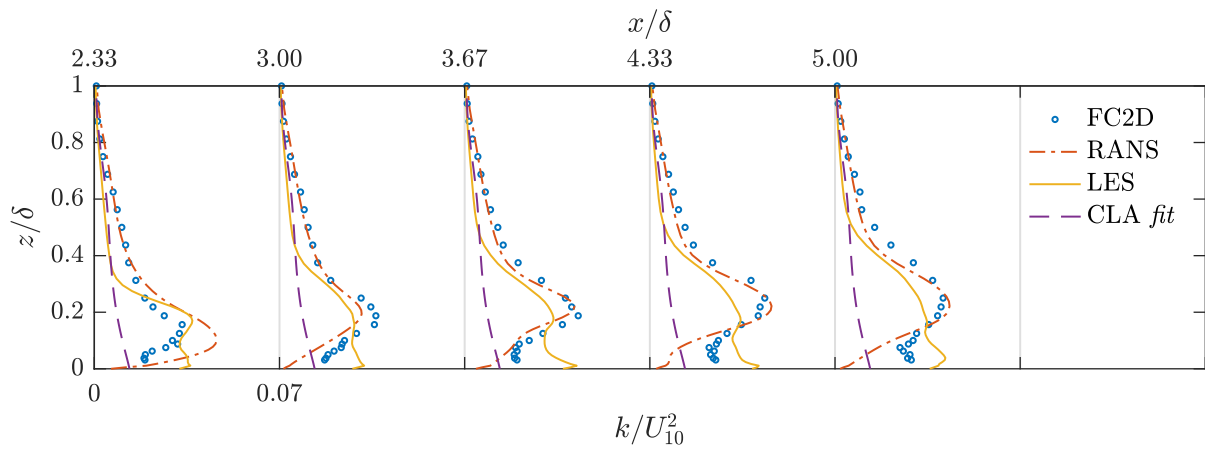 x/δ
2.33 3.00 3.67 4.33 5.00
1
0.8
0.6
0.4
0.2
0
z/δ
FC2D
RANS
LES
CLA fit
0 0.07
k/U₁₀²